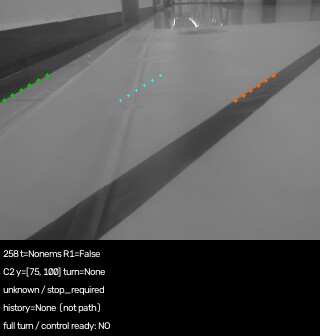 258 t=Nonems R1=False
C2 y=[75, 100] turn=None
unknown / stop_required
history=None (not path)
full turn / control ready: NO